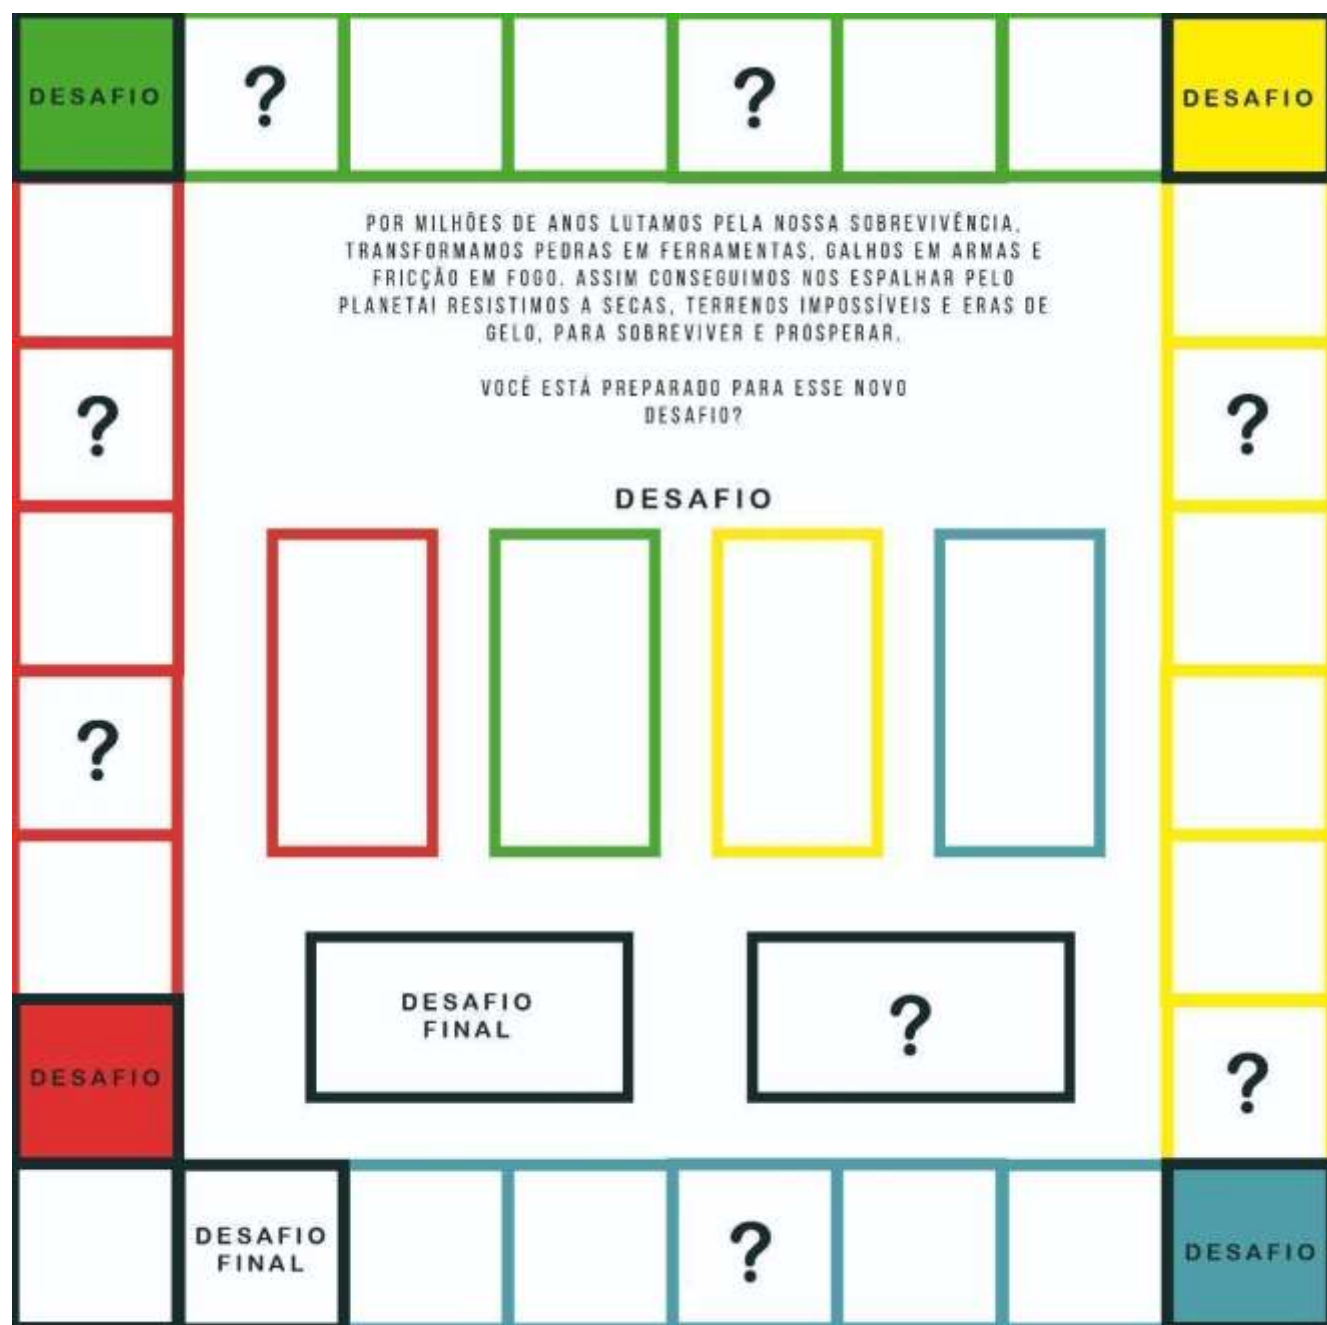 DESAFIO
?
?
DESAFIO
POR MILHÕES DE ANOS LUTAMOS PELA NOSSA SOBREVIVÊNCIA,
TRANSFORMAMOS PEDRAS EM FERRAMENTAS, GALHOS EM ARMAS E
FRICÇÃO EM FOGO. ASSIM CONSEGUIMOS NOS ESPALHAR PELO
PLANETA! RESISTIMOS A SECAS, TERRENOS IMPOSSÍVEIS E ERAS DE
GELO, PARA SOBREVIVER E PROSPERAR.
VOCÊ ESTÁ PREPARADO PARA ESSE NOVO
DESAFIO?
?
?
DESAFIO
?
DESAFIO
FINAL
?
DESAFIO
?
DESAFIO
FINAL
?
DESAFIO